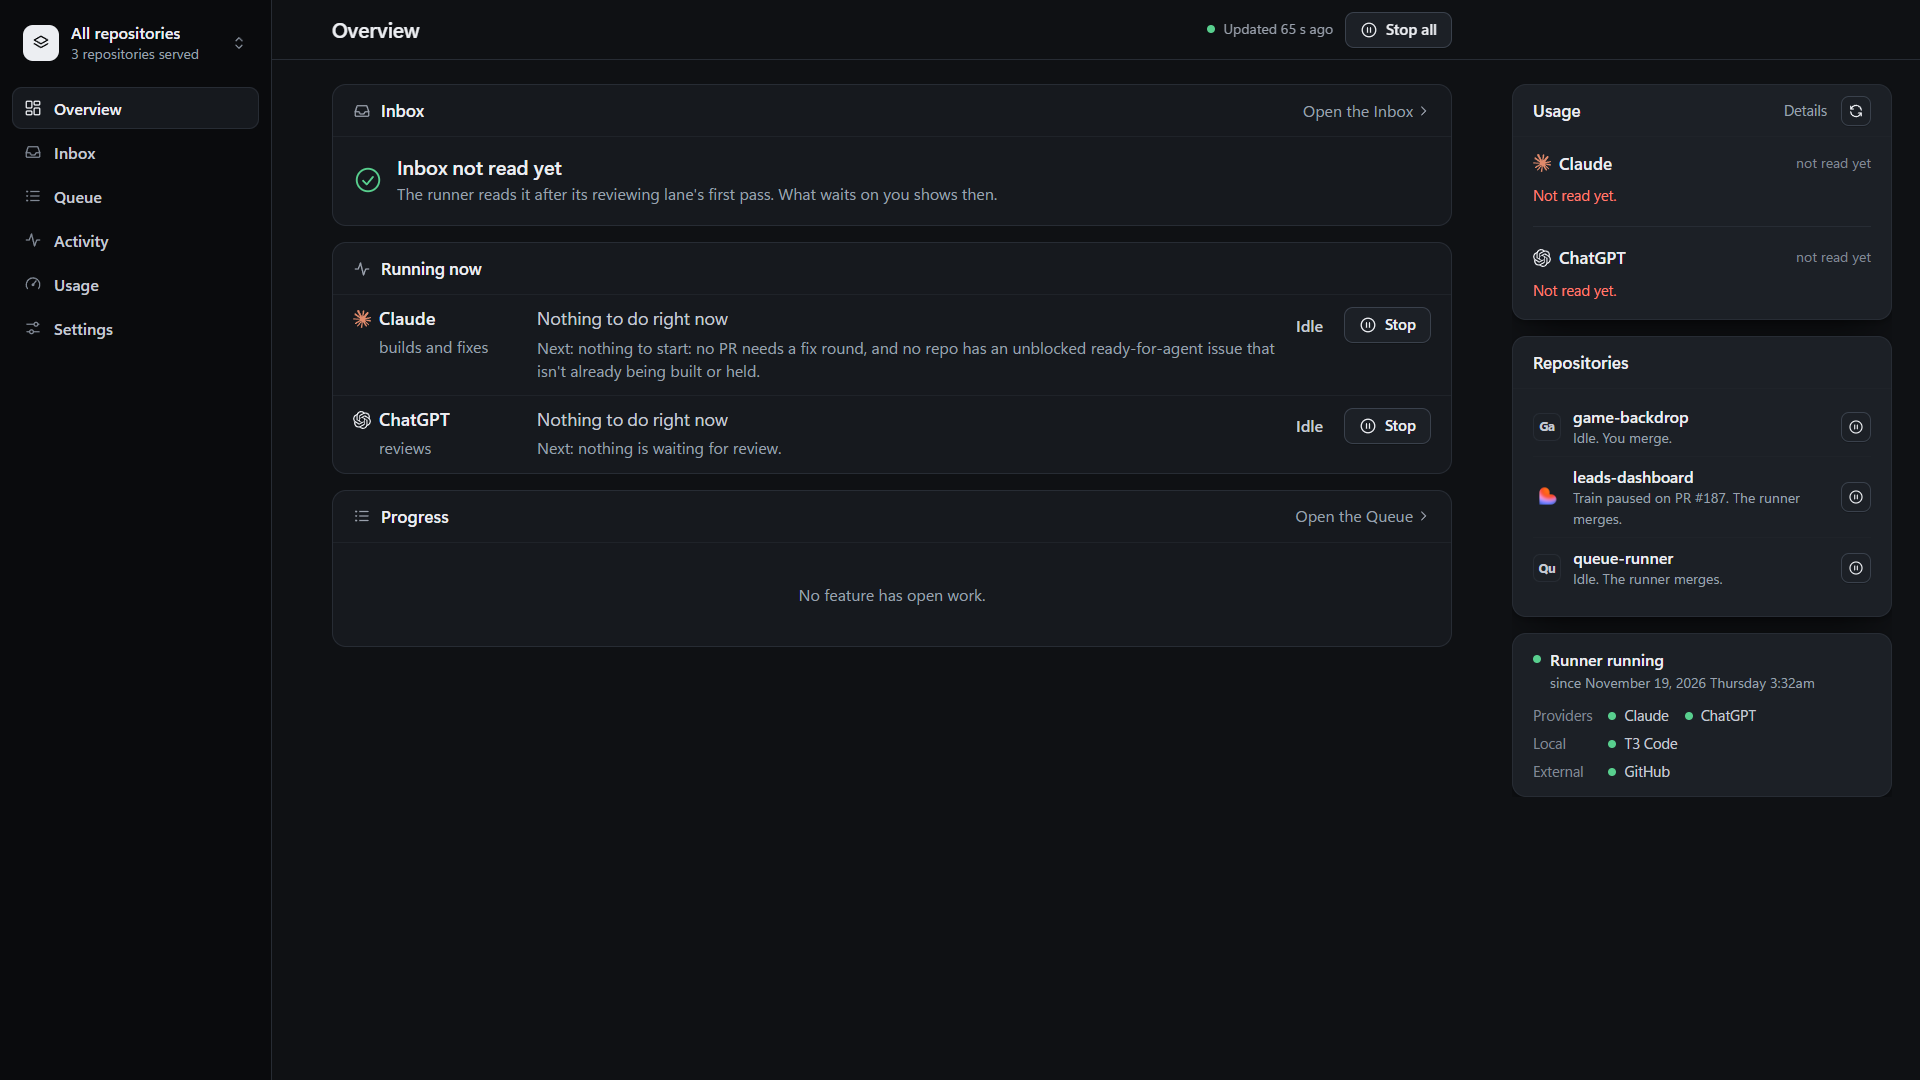 All repositories
3 repositories served
Overview
Inbox
Queue
Activity
Usage
Settings
Overview
Updated 65 s ago
Stop all
Inbox
Open the Inbox
Inbox not read yet
The runner reads it after its reviewing lane's first pass. What waits on you shows then.
Running now
Claude
builds and fixes
Nothing to do right now
Next: nothing to start: no PR needs a fix round, and no repo has an unblocked ready-for-agent issue that
isn't already being built or held.
Idle
Stop
ChatGPT
reviews
Nothing to do right now
Next: nothing is waiting for review.
Idle
Stop
Progress
Open the Queue
No feature has open work.
Usage
Details
Claude
not read yet
Not read yet.
ChatGPT
not read yet
Not read yet.
Repositories
Ga
game-backdrop
Idle. You merge.
leads-dashboard
Train paused on PR #187. The runner
merges.
Qu
queue-runner
Idle. The runner merges.
Runner running
since November 19, 2026 Thursday 3:32am
Providers
Claude
ChatGPT
Local
T3 Code
External
GitHub